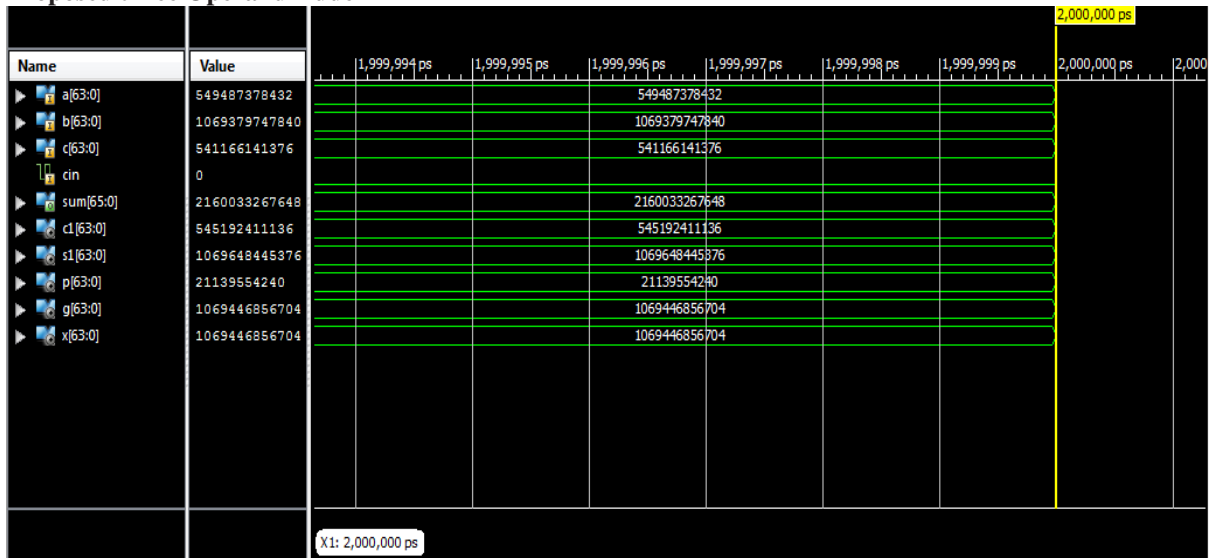 2,000,000 ps
Name Value 1,999,994 ps 1,999,995 ps 1,999,996 ps 1,999,997 ps 1,999,998 ps 1,999,999 ps 2,000,000 ps 2,000
a[63:0] 549487378432 549487378432
b[63:0] 1069379747840 1069379747840
c[63:0] 541166141376 541166141376
cin 0
sum[65:0] 2160033267648 2160033267648
c1[63:0] 545192411136 545192411136
s1[63:0] 1069648445376 1069648445376
p[63:0] 21139554240 21139554240
g[63:0] 1069446856704 1069446856704
x[63:0] 1069446856704 1069446856704
X1: 2,000,000 ps